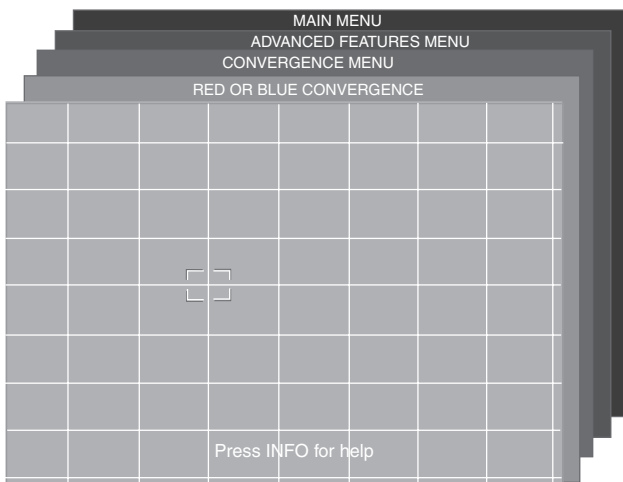 MAIN MENU
ADVANCED FEATURES MENU
CONVERGENCE MENU
RED OR BLUE CONVERGENCE
Press INFO for help